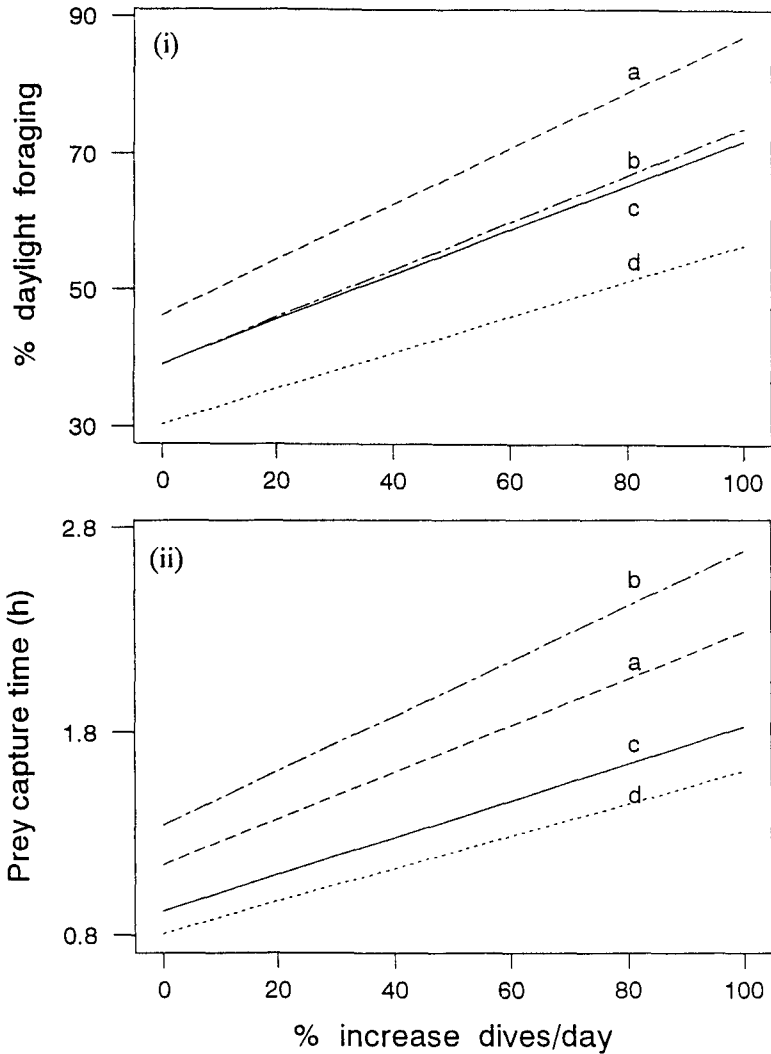 (i)
90
70
50
30
% daylight foraging
a
b
c
d
0 20 40 60 80 100
(ii)
2.8
1.8
0.8
Prey capture time (h)
b
a
c
d
0 20 40 60 80 100
% increase dives/day